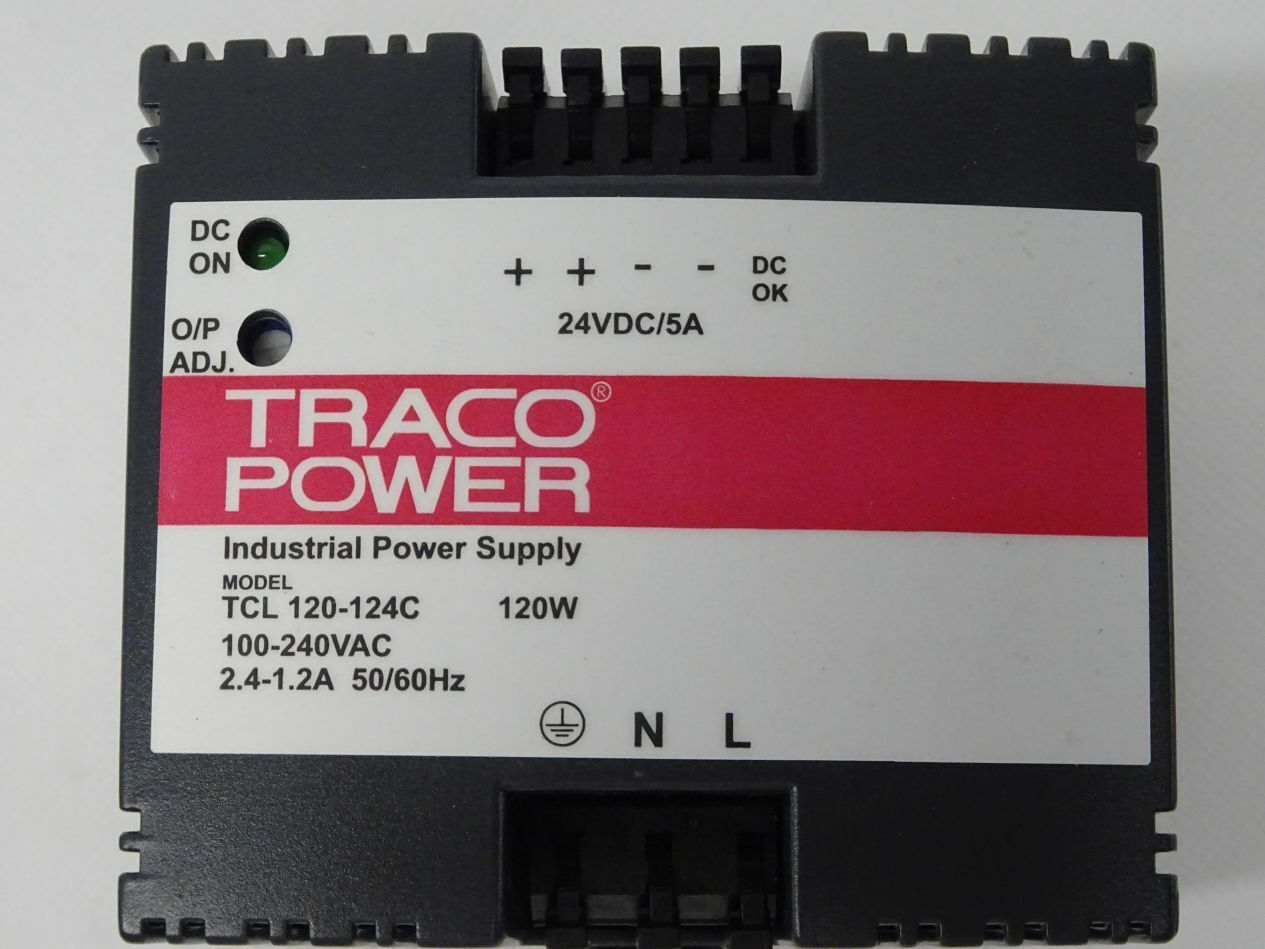 DC
ON
+ + - - DC
OK
O/P
ADJ.
24VDC/5A
TRACO®
POWER
Industrial Power Supply
MODEL
TCL 120-124C 120W
100-240VAC
2.4-1.2A 50/60Hz
N L